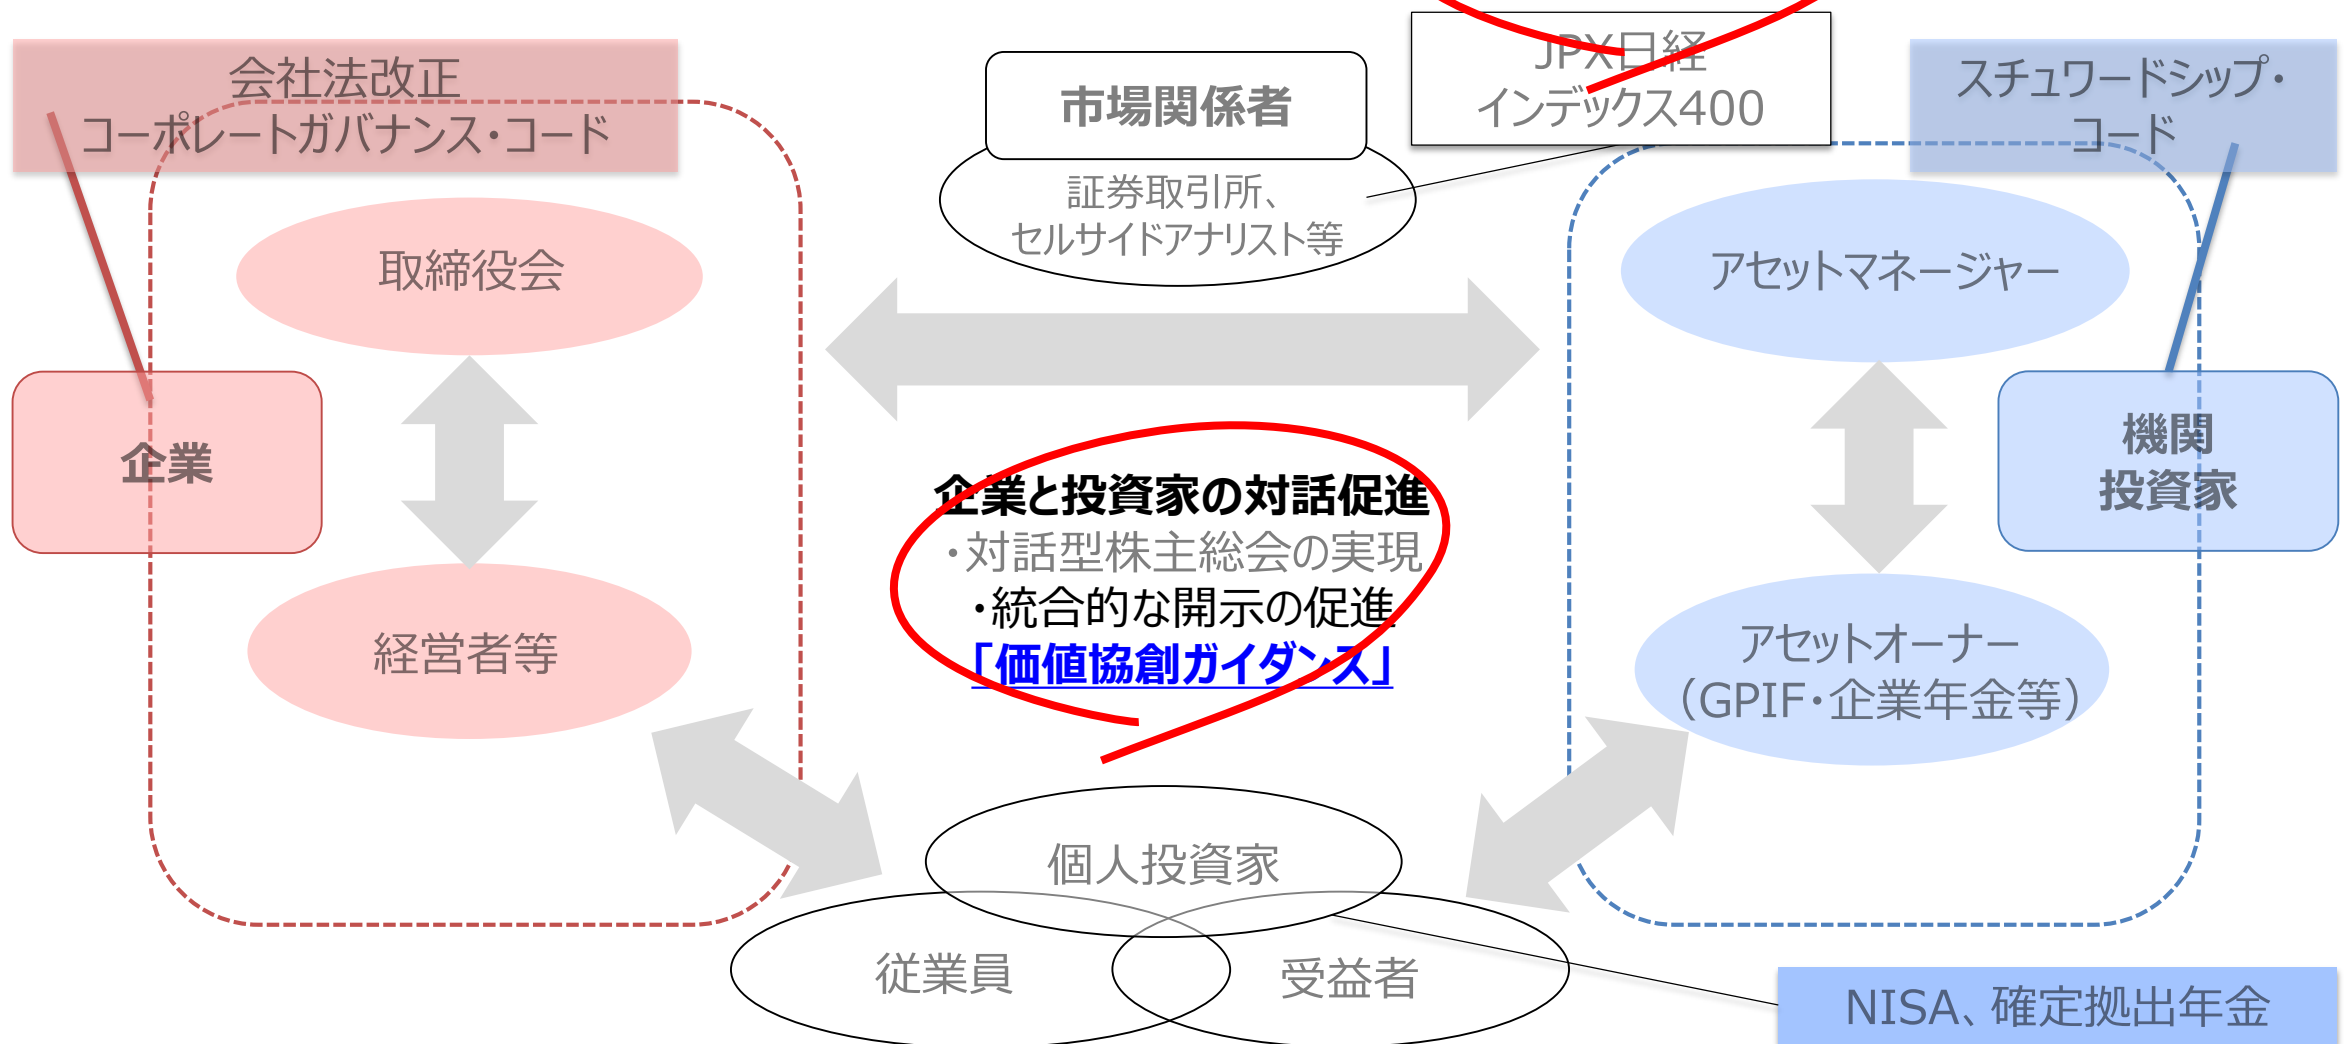 会社法改正
コーポレートガバナンス・コード
市場関係者
証券取引所、
セルサイドアナリスト等
JPX日経
インデックス400
スチュワードシップ・
コード
取締役会
アセットマネージャー
企業
機関
投資家
企業と投資家の対話促進
・対話型株主総会の実現
・統合的な開示の促進
「価値協創ガイダンス」
経営者等
アセットオーナー
（GPIF・企業年金等）
個人投資家
従業員
受益者
NISA、確定拠出年金